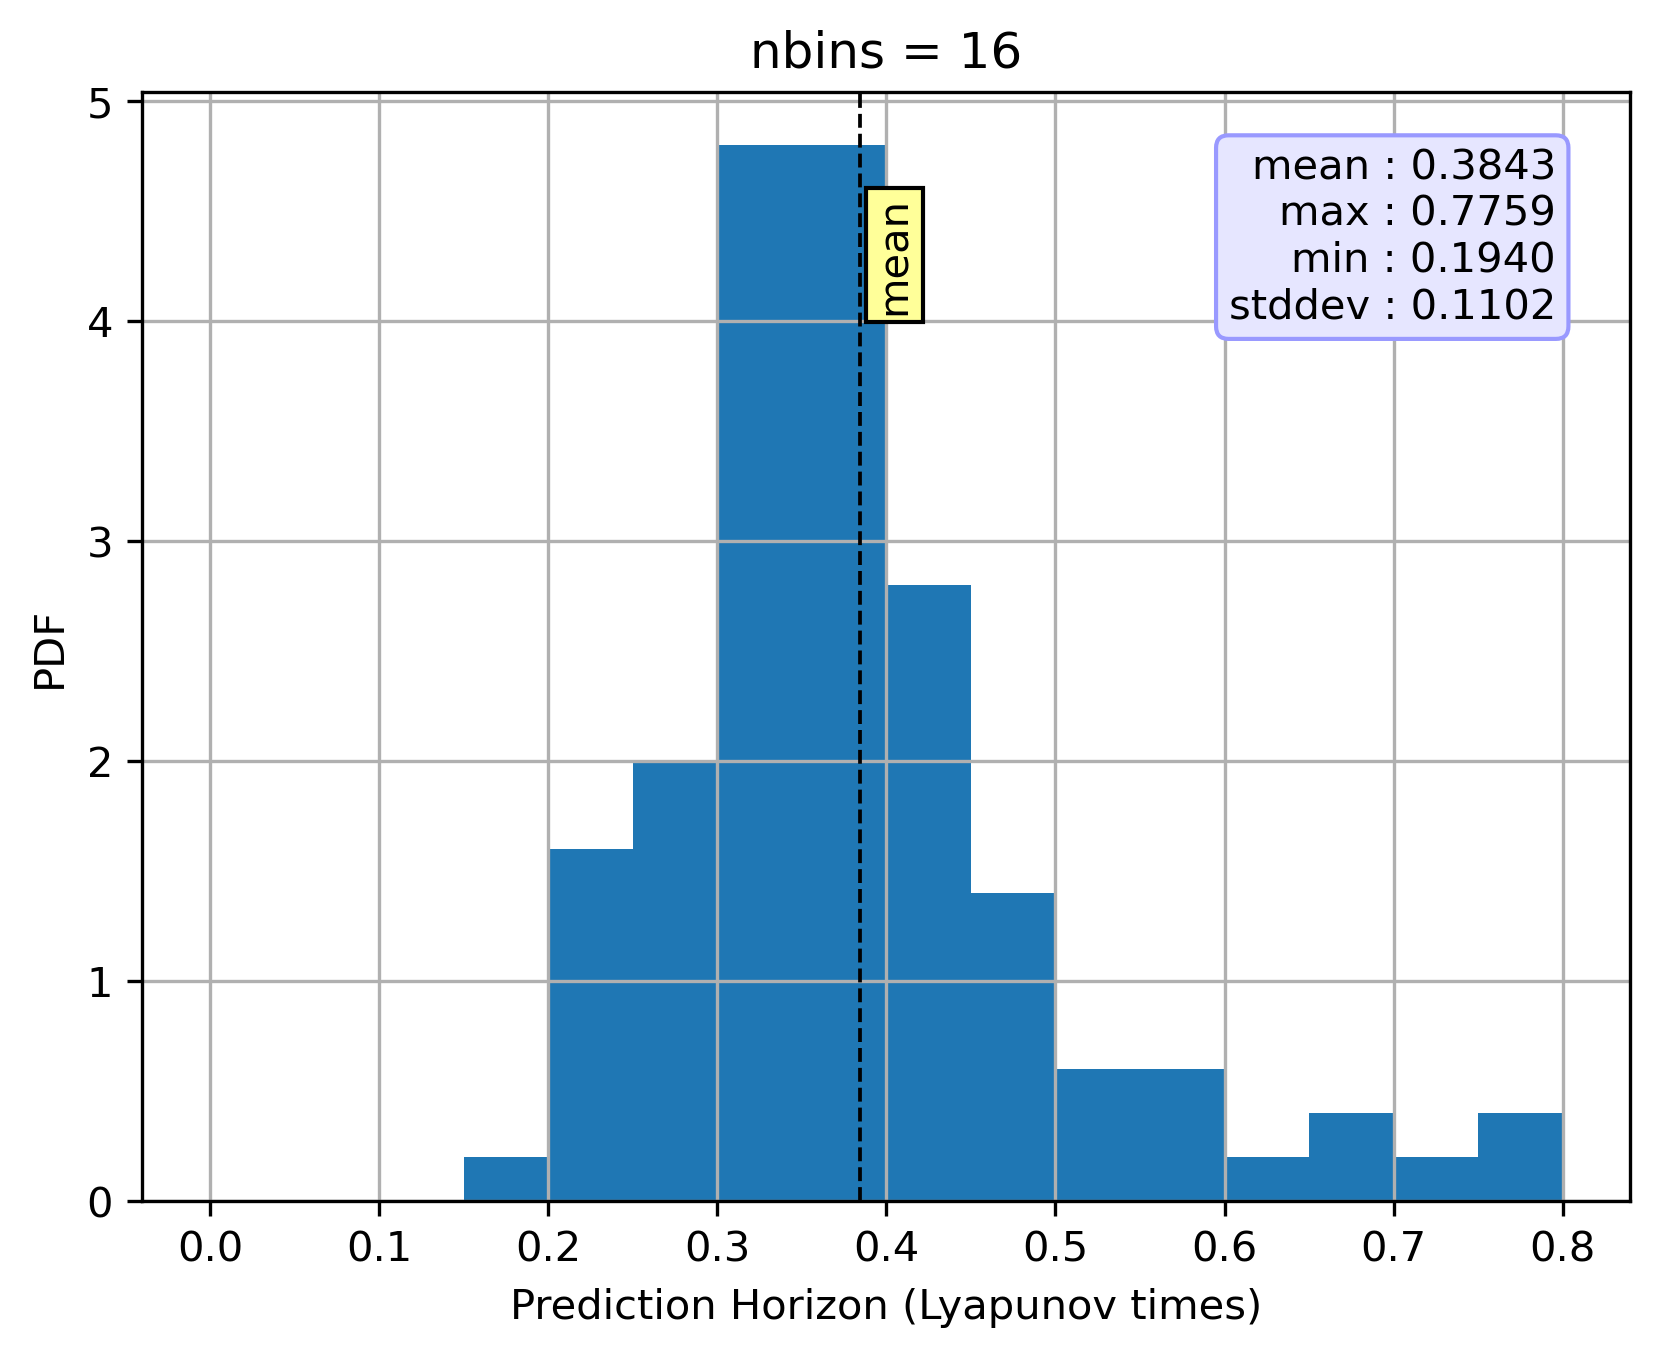 nbins = 16
5
4
3
2
1
0
PDF
mean
mean : 0.3843
max : 0.7759
min : 0.1940
stddev : 0.1102
0.0 0.1 0.2 0.3 0.4 0.5 0.6 0.7 0.8
Prediction Horizon (Lyapunov times)